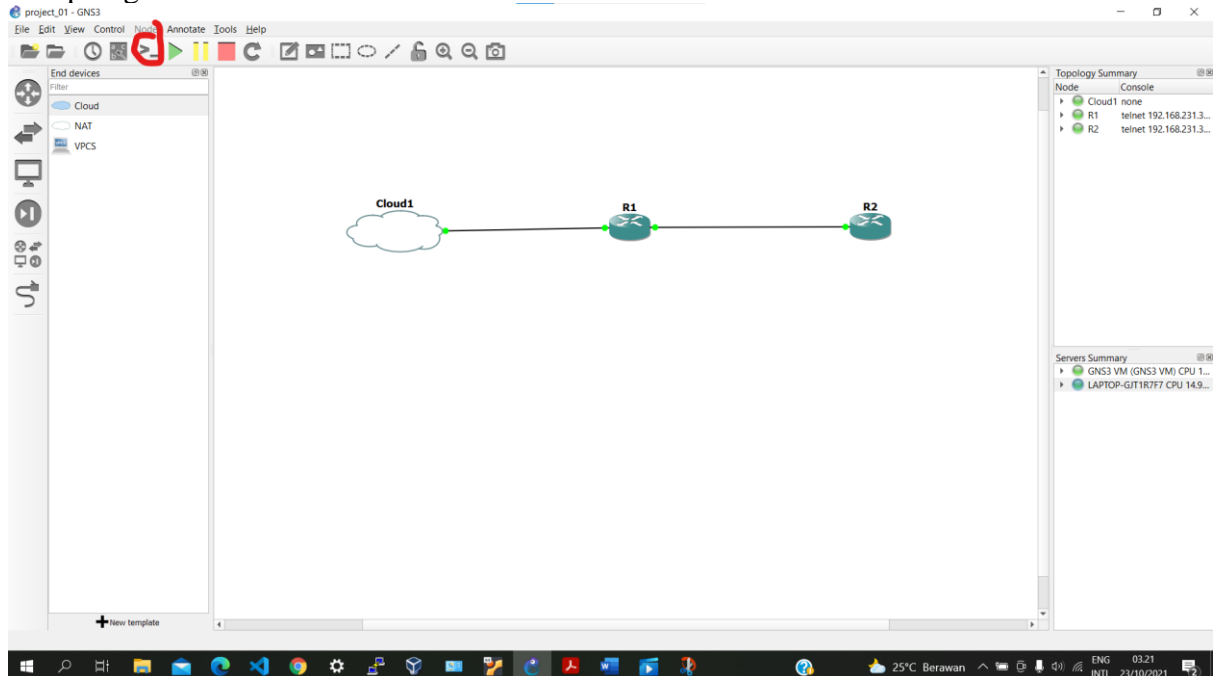 project_01 - GNS3
File Edit View Control Node Annotate Tools Help
End devices
Filter
Cloud
NAT
VPCS
New template
Cloud1
R1
R2
Topology Summary
Node Console
Cloud1 none
R1 telnet 192.168.231.3...
R2 telnet 192.168.231.3...
Servers Summary
GNS3 VM (GNS3 VM) CPU 1...
LAPTOP-GJT1R7F7 CPU 14.9...
25°C Berawan
ENG
INTL
03.21
23/10/2021
2